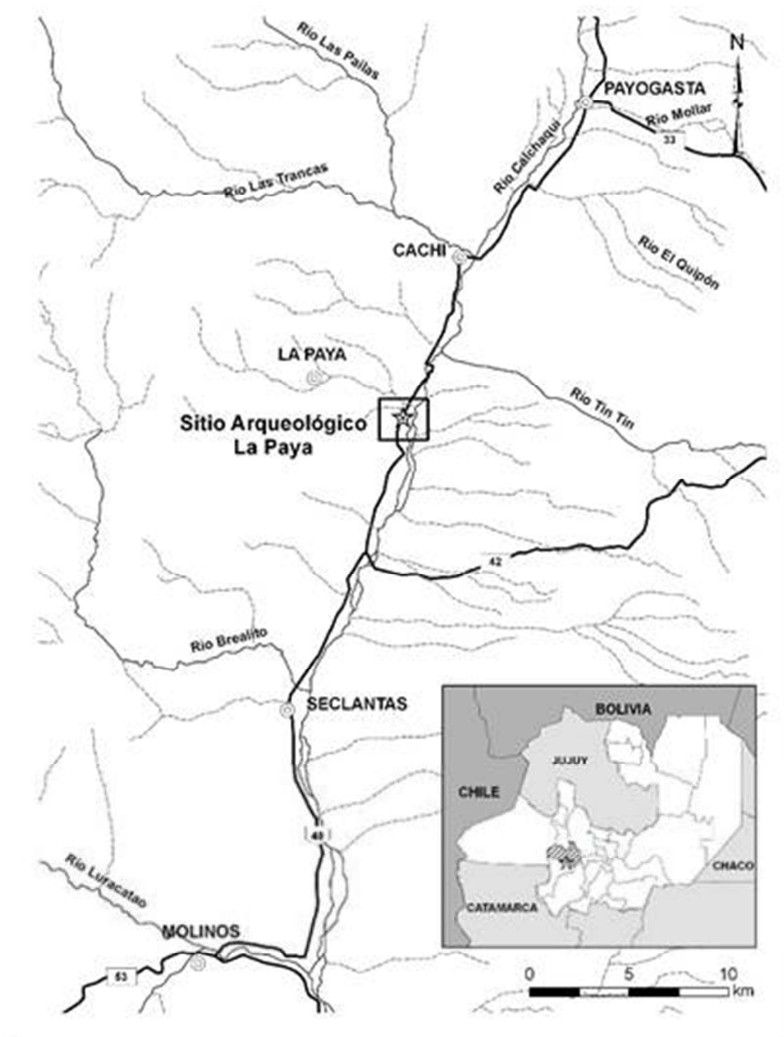 Río Las Pailas
N
PAYOGASTA
Río Mollar
33
Río Calchaquí
Río Las Trancas
CACHI
Río El Quipón
LA PAYA
Río Tin Tin
Sitio Arqueológico
La Paya
42
Río Brealito
SECLANTAS
BOLIVIA
JUJUY
CHILE
40
CHACO
Río Luracatao
CATAMARCA
MOLINOS
53
0 5 10
km